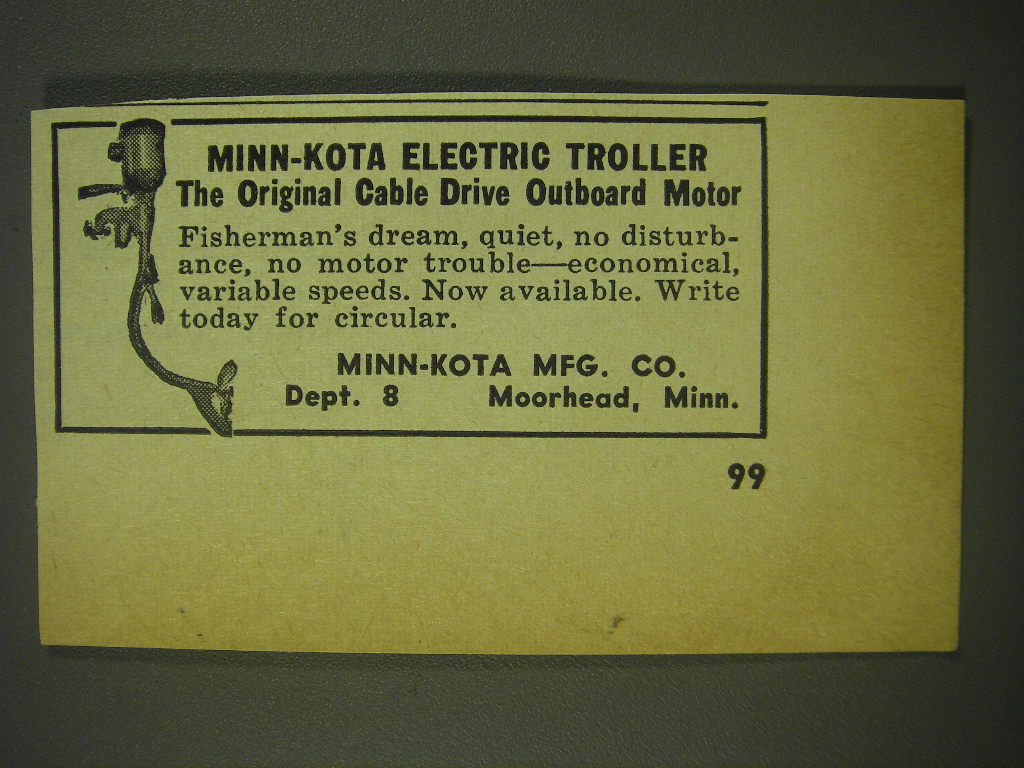 MINN-KOTA ELECTRIC TROLLER
The Original Cable Drive Outboard Motor
Fisherman's dream, quiet, no disturb-
ance, no motor trouble—economical,
variable speeds. Now available. Write
today for circular.
MINN-KOTA MFG. CO.
Dept. 8 Moorhead, Minn.
99